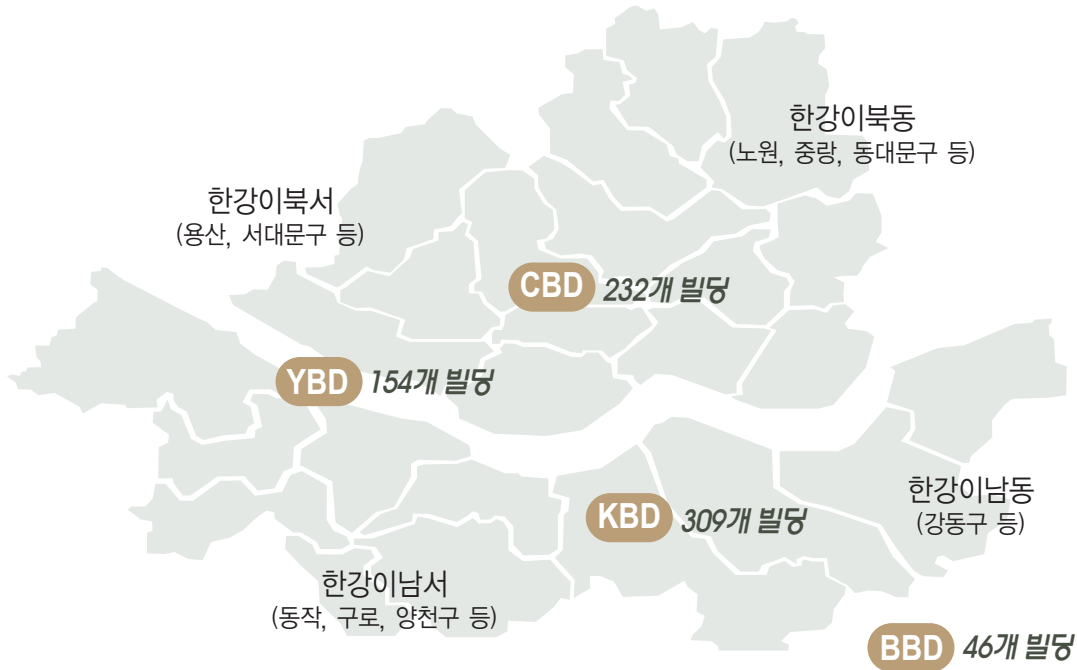 한강이북동
(노원, 중랑, 동대문구 등)
한강이북서
(용산, 서대문구 등)
CBD 232개 빌딩
YBD 154개 빌딩
한강이남동
(강동구 등)
KBD 309개 빌딩
한강이남서
(동작, 구로, 양천구 등)
BBD 46개 빌딩